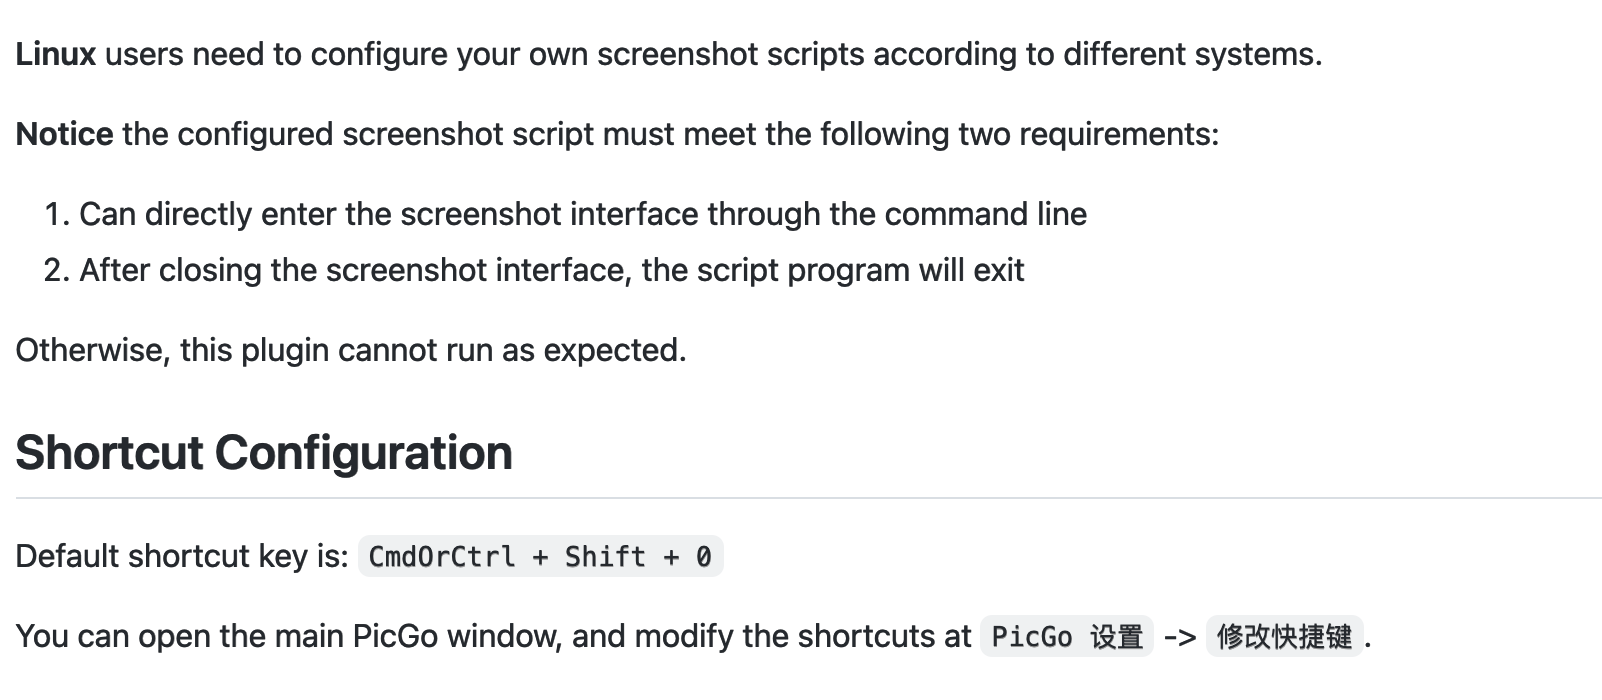 Linux users need to configure your own screenshot scripts according to different systems.
Notice the configured screenshot script must meet the following two requirements:
1. Can directly enter the screenshot interface through the command line
2. After closing the screenshot interface, the script program will exit
Otherwise, this plugin cannot run as expected.
Shortcut Configuration
Default shortcut key is: CmdOrCtrl + Shift + 0
You can open the main PicGo window, and modify the shortcuts at PicGo 设置 -> 修改快捷键.